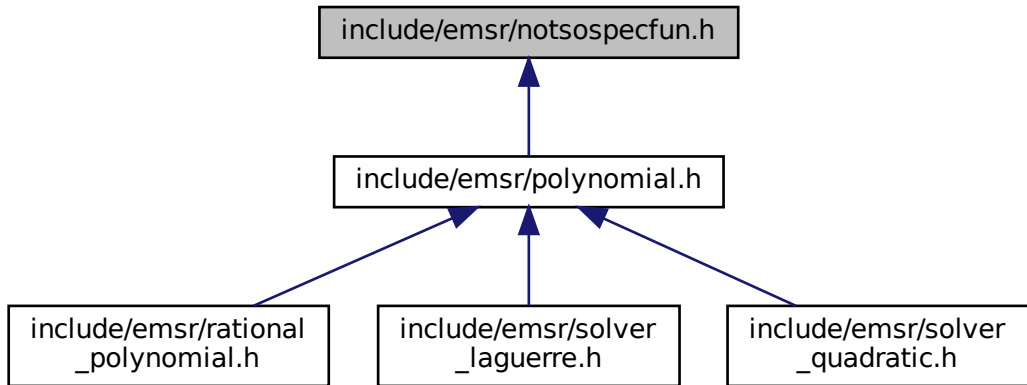 include/emsr/notsospecfun.h
include/emsr/polynomial.h
include/emsr/rational
_polynomial.h
include/emsr/solver
_laguerre.h
include/emsr/solver
_quadratic.h